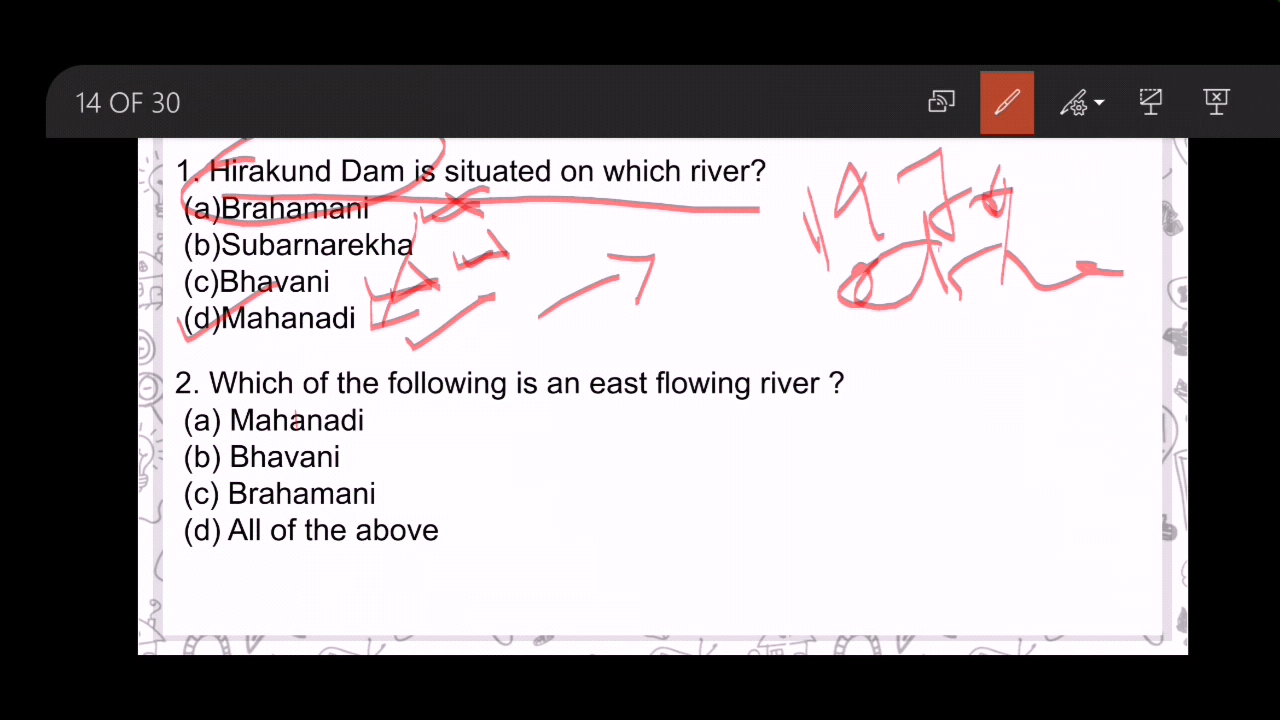 14 OF 30
1. Hirakund Dam is situated on which river?
(a)Brahamani
(b)Subarnarekha
(c)Bhavani
(d)Mahanadi
2. Which of the following is an east flowing river ?
(a) Mahanadi
(b) Bhavani
(c) Brahamani
(d) All of the above